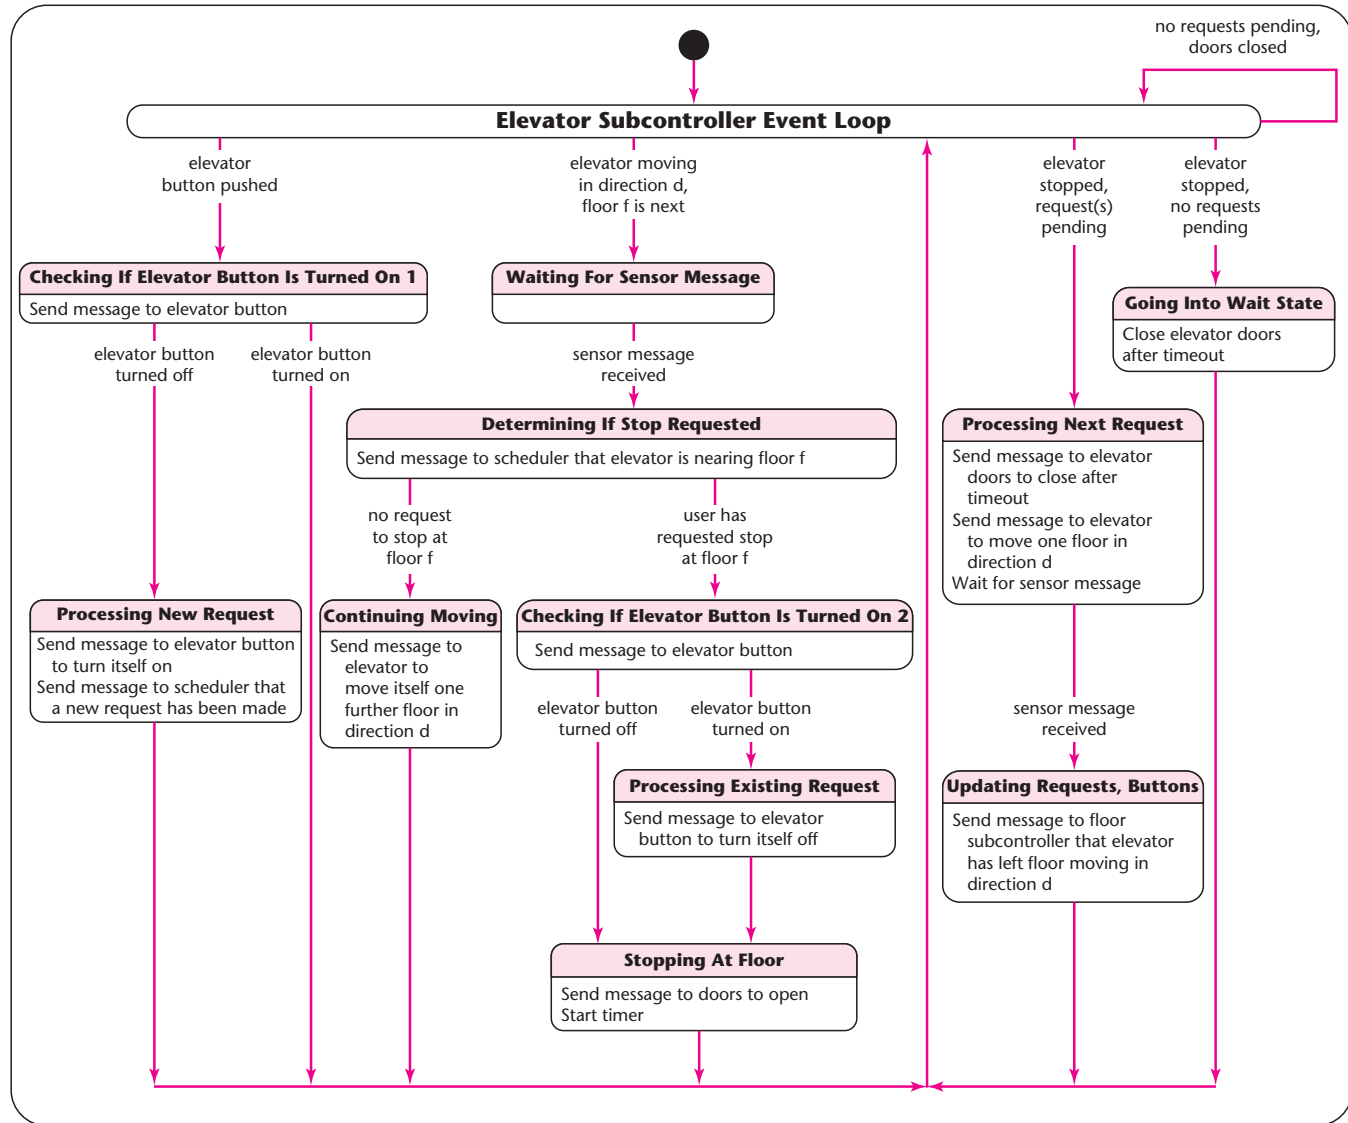 no requests pending,
doors closed
Elevator Subcontroller Event Loop
elevator
button pushed
elevator moving
in direction d,
floor f is next
elevator
stopped,
request(s)
pending
elevator
stopped,
no requests
pending
Checking If Elevator Button Is Turned On 1
Send message to elevator button
Waiting For Sensor Message
Going Into Wait State
Close elevator doors
after timeout
elevator button
turned off
elevator button
turned on
sensor message
received
Determining If Stop Requested
Send message to scheduler that elevator is nearing floor f
Processing Next Request
Send message to elevator
doors to close after
timeout
Send message to elevator
to move one floor in
direction d
Wait for sensor message
no request
to stop at
floor f
user has
requested stop
at floor f
Processing New Request
Send message to elevator button
to turn itself on
Send message to scheduler that
a new request has been made
Continuing Moving
Send message to
elevator to
move itself one
further floor in
direction d
Checking If Elevator Button Is Turned On 2
Send message to elevator button
elevator button
turned off
elevator button
turned on
sensor message
received
Processing Existing Request
Send message to elevator
button to turn itself off
Updating Requests, Buttons
Send message to floor
subcontroller that elevator
has left floor moving in
direction d
Stopping At Floor
Send message to doors to open
Start timer